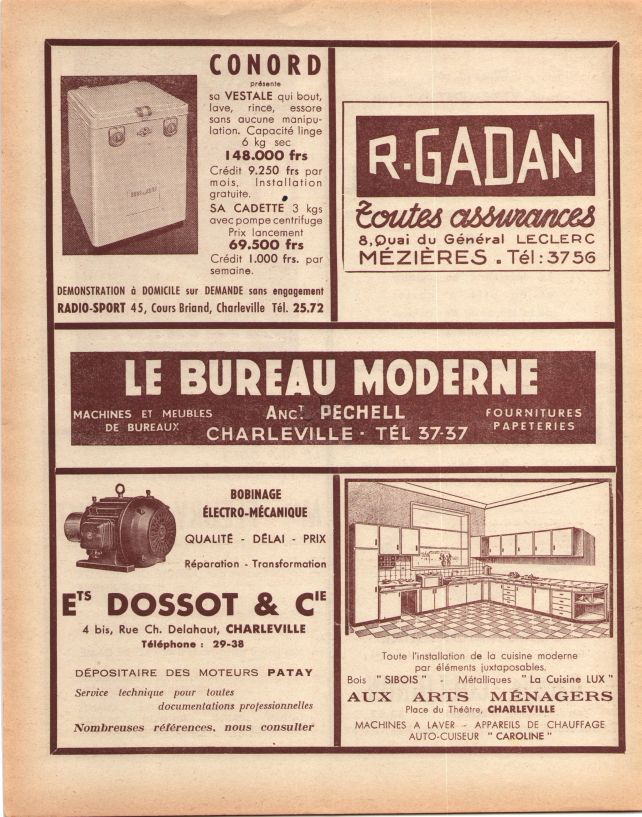 CONORD
présente
sa VESTALE qui bout,
lave, rince, essore
sans aucune manipu-
lation. Capacité linge
6 kg sec
148.000 frs
Crédit 9.250 frs par
mois. Installation
gratuite.
SA CADETTE 3 kgs
avec pompe centrifuge
Prix lancement
69.500 frs
Crédit 1.000 frs. par
semaine.
DEMONSTRATION à DOMICILE sur DEMANDE sans engagement
RADIO-SPORT 45, Cours Briand, Charleville Tél. 25.72
R. GADAN
Toutes assurances
8, Quai du Général LECLERC
MÉZIÈRES . Tél : 3756
LE BUREAU MODERNE
MACHINES ET MEUBLES
DE BUREAUX
Anct. PECHELL
CHARLEVILLE - TÉL 37-37
FOURNITURES
PAPETERIES
BOBINAGE
ÉLECTRO-MÉCANIQUE
QUALITÉ - DÉLAI - PRIX
Réparation - Transformation
ETS DOSSOT & CIE
4 bis, Rue Ch. Delahaut, CHARLEVILLE
Téléphone : 29-38
DÉPOSITAIRE DES MOTEURS PATAY
Service technique pour toutes
documentations professionnelles
Nombreuses références, nous consulter
Toute l'installation de la cuisine moderne
par éléments juxtaposables.
Bois "SIBOIS" - Métalliques "La Cuisine LUX"
AUX ARTS MÉNAGERS
Place du Théâtre, CHARLEVILLE
MACHINES A LAVER - APPAREILS DE CHAUFFAGE
AUTO-CUISEUR "CAROLINE"